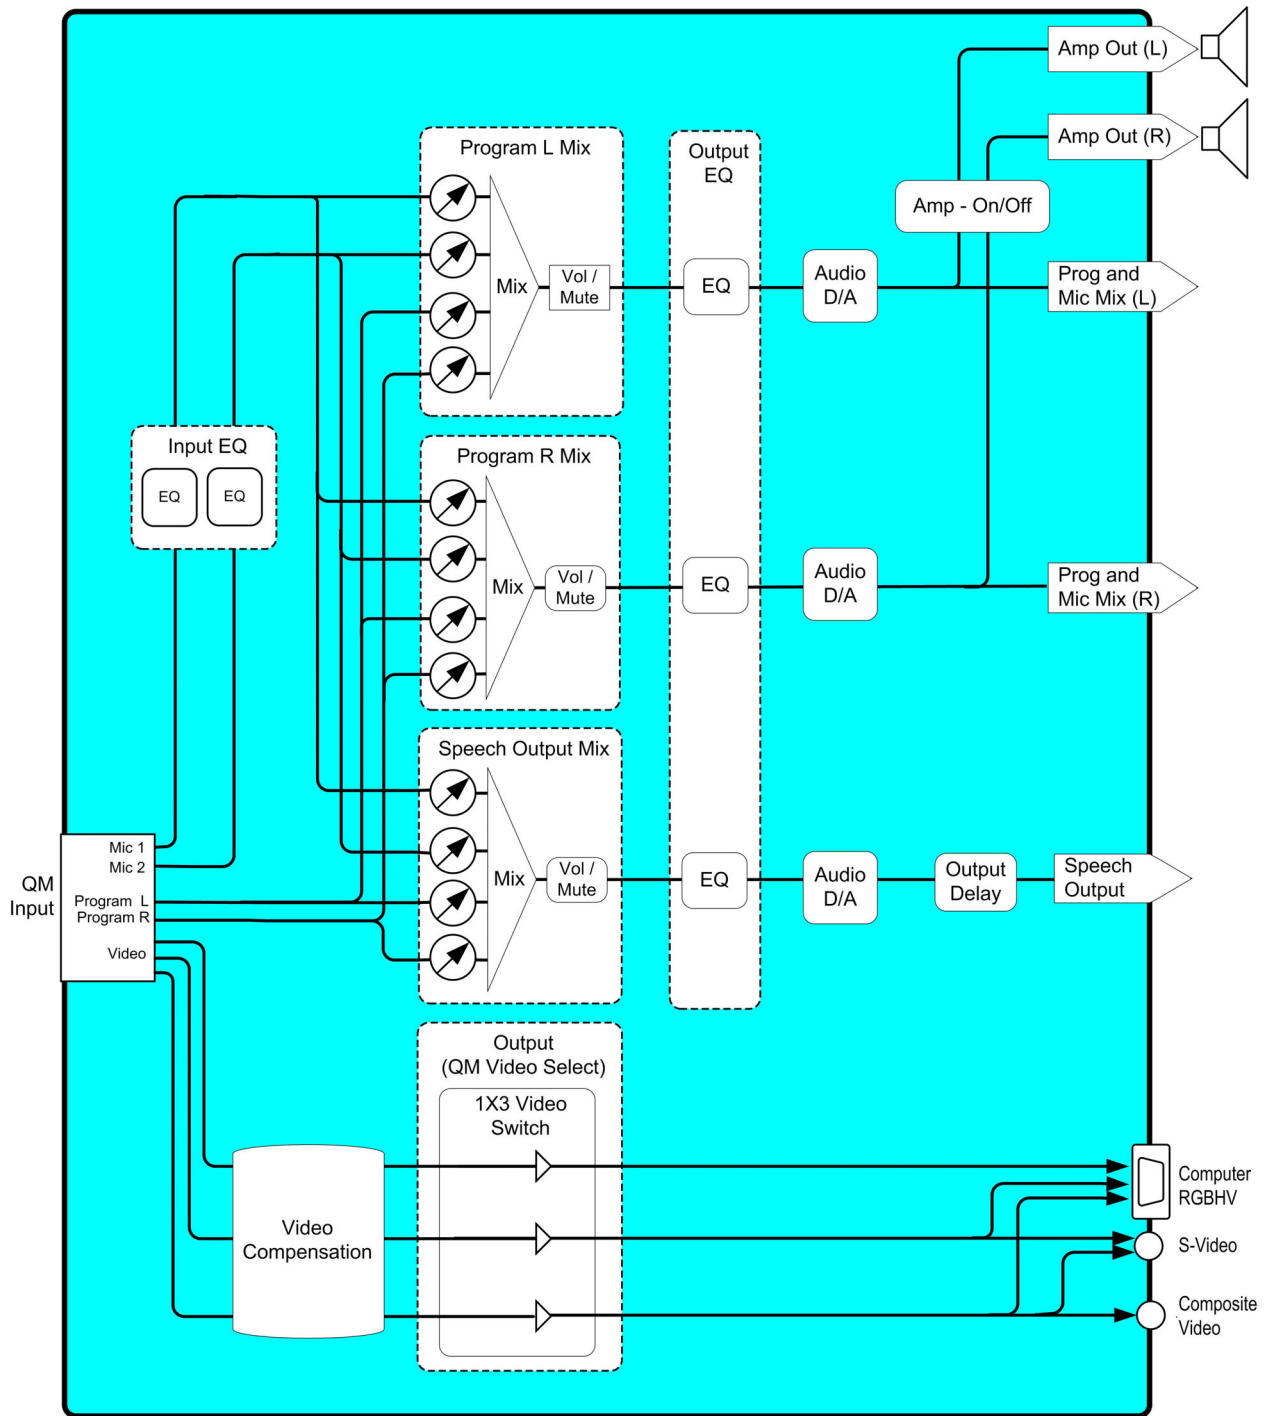 Amp Out (L)
Amp Out (R)
Amp - On/Off
Program L Mix
Mix
Vol /
Mute
Output
EQ
EQ
Audio
D/A
Prog and
Mic Mix (L)
Input EQ
EQ
EQ
Program R Mix
Mix
Vol /
Mute
EQ
Audio
D/A
Prog and
Mic Mix (R)
Speech Output Mix
Mix
Vol /
Mute
EQ
Audio
D/A
Output
Delay
Speech
Output
QM
Input
Mic 1
Mic 2
Program L
Program R
Video
Output
(QM Video Select)
1X3 Video
Switch
Video
Compensation
Computer
RGBHV
S-Video
Composite
Video